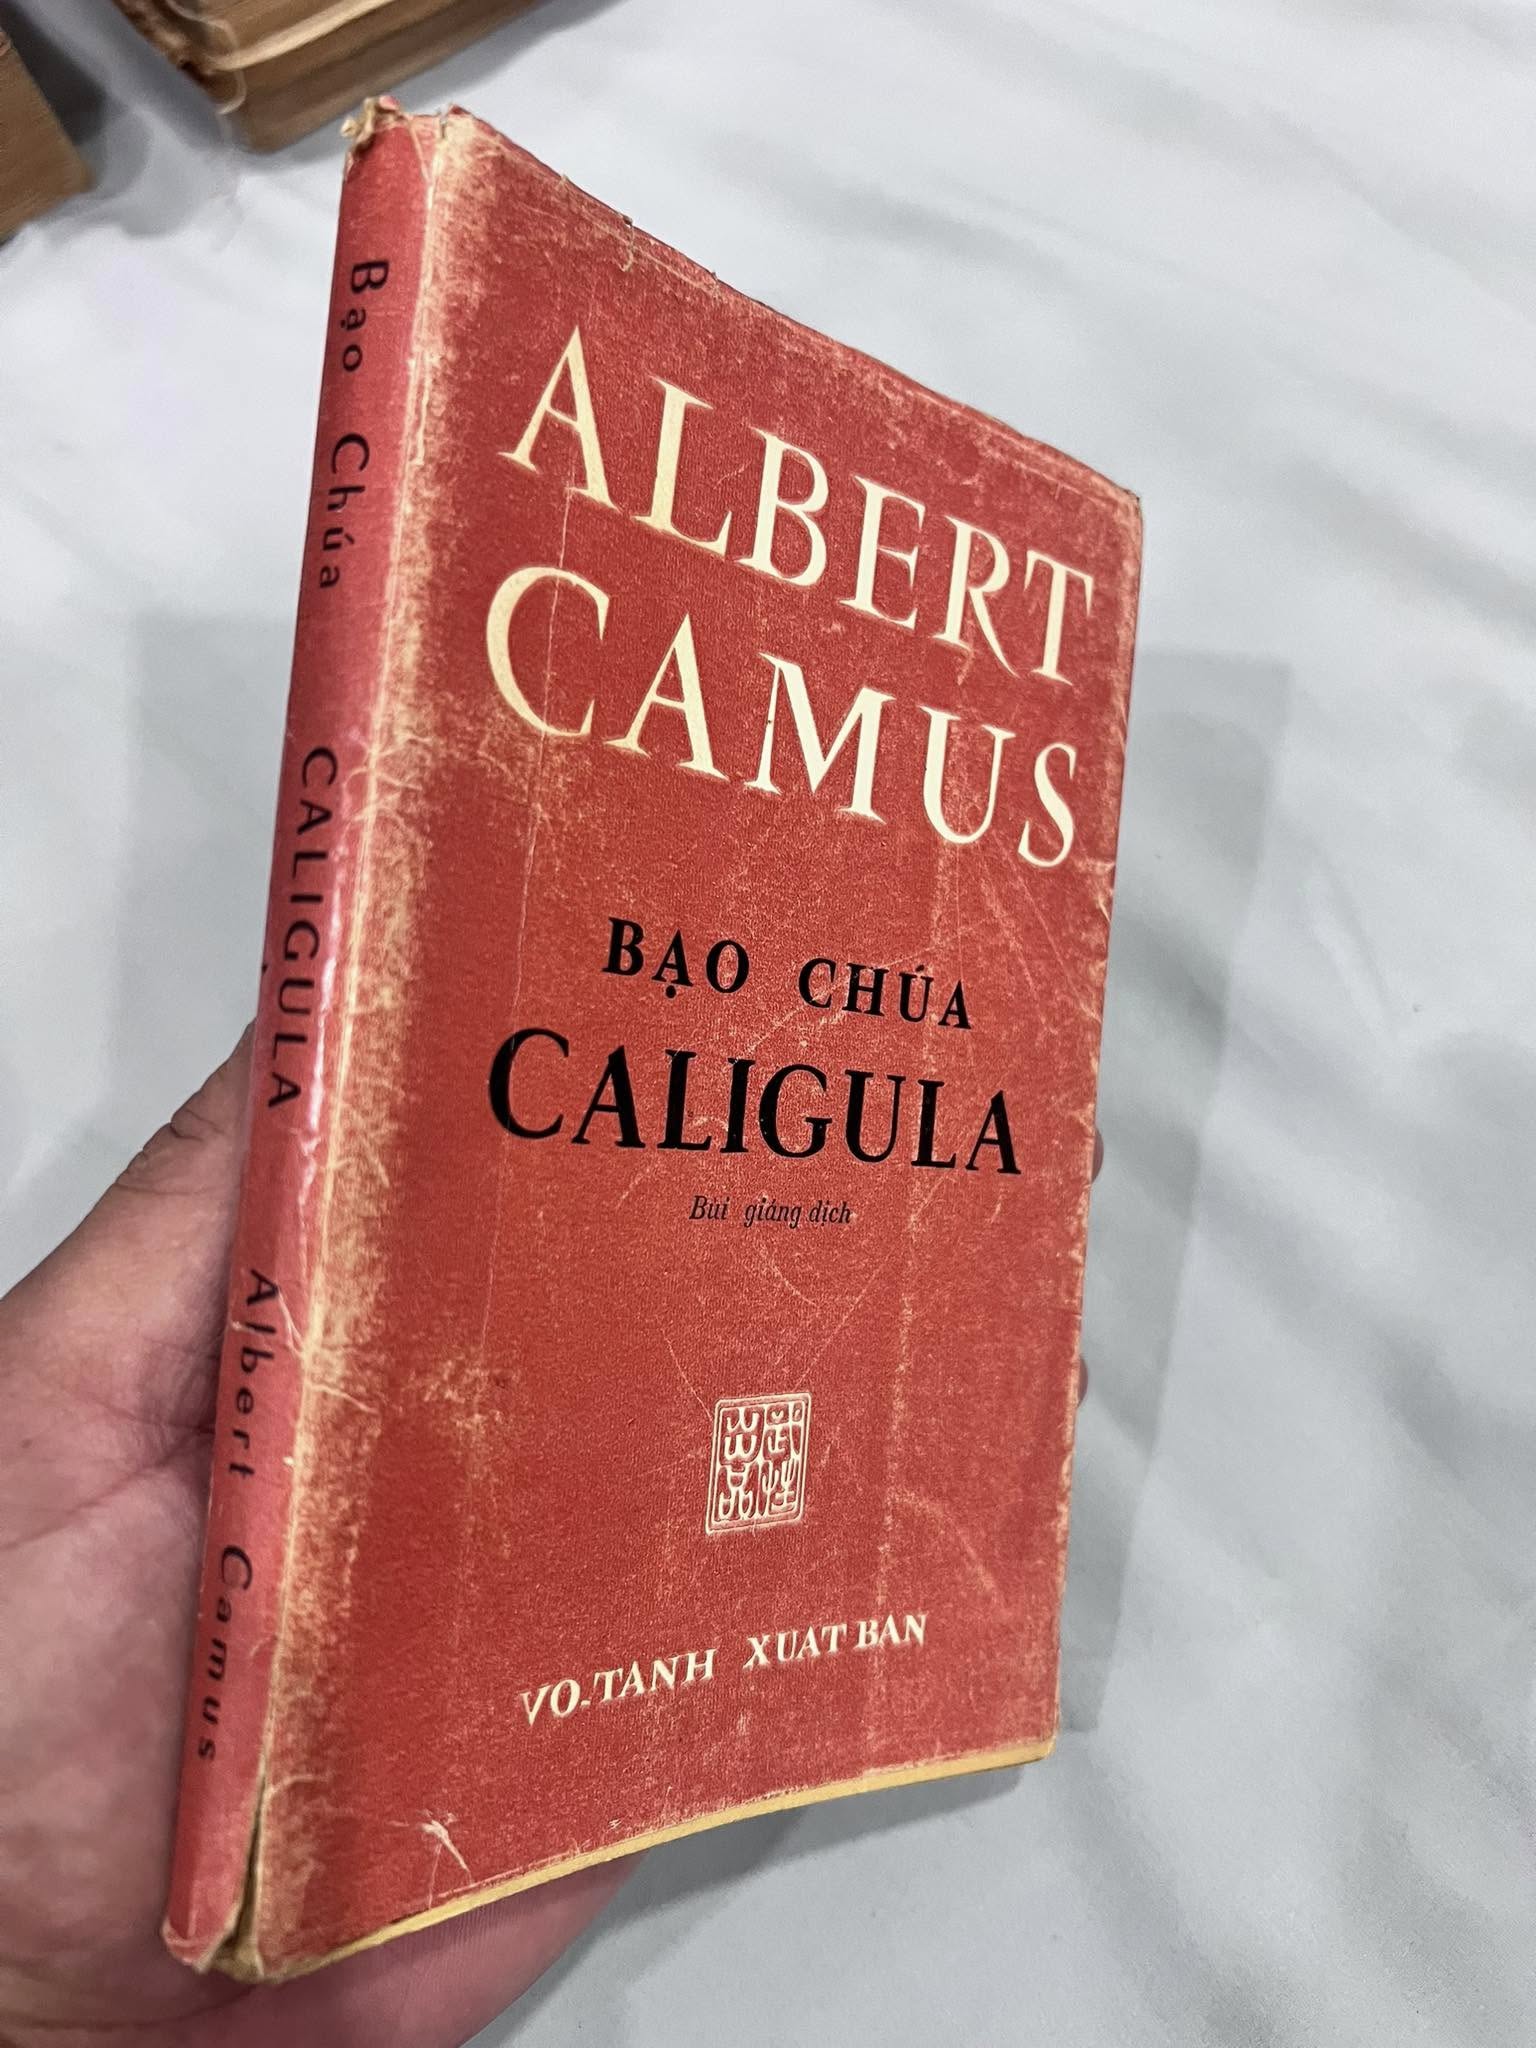 Bạo Chúa CALIGULA Albert Camus
ALBERT
CAMUS
BẠO CHÚA
CALIGULA
Bùi giáng dịch
VO-TANH XUAT BAN